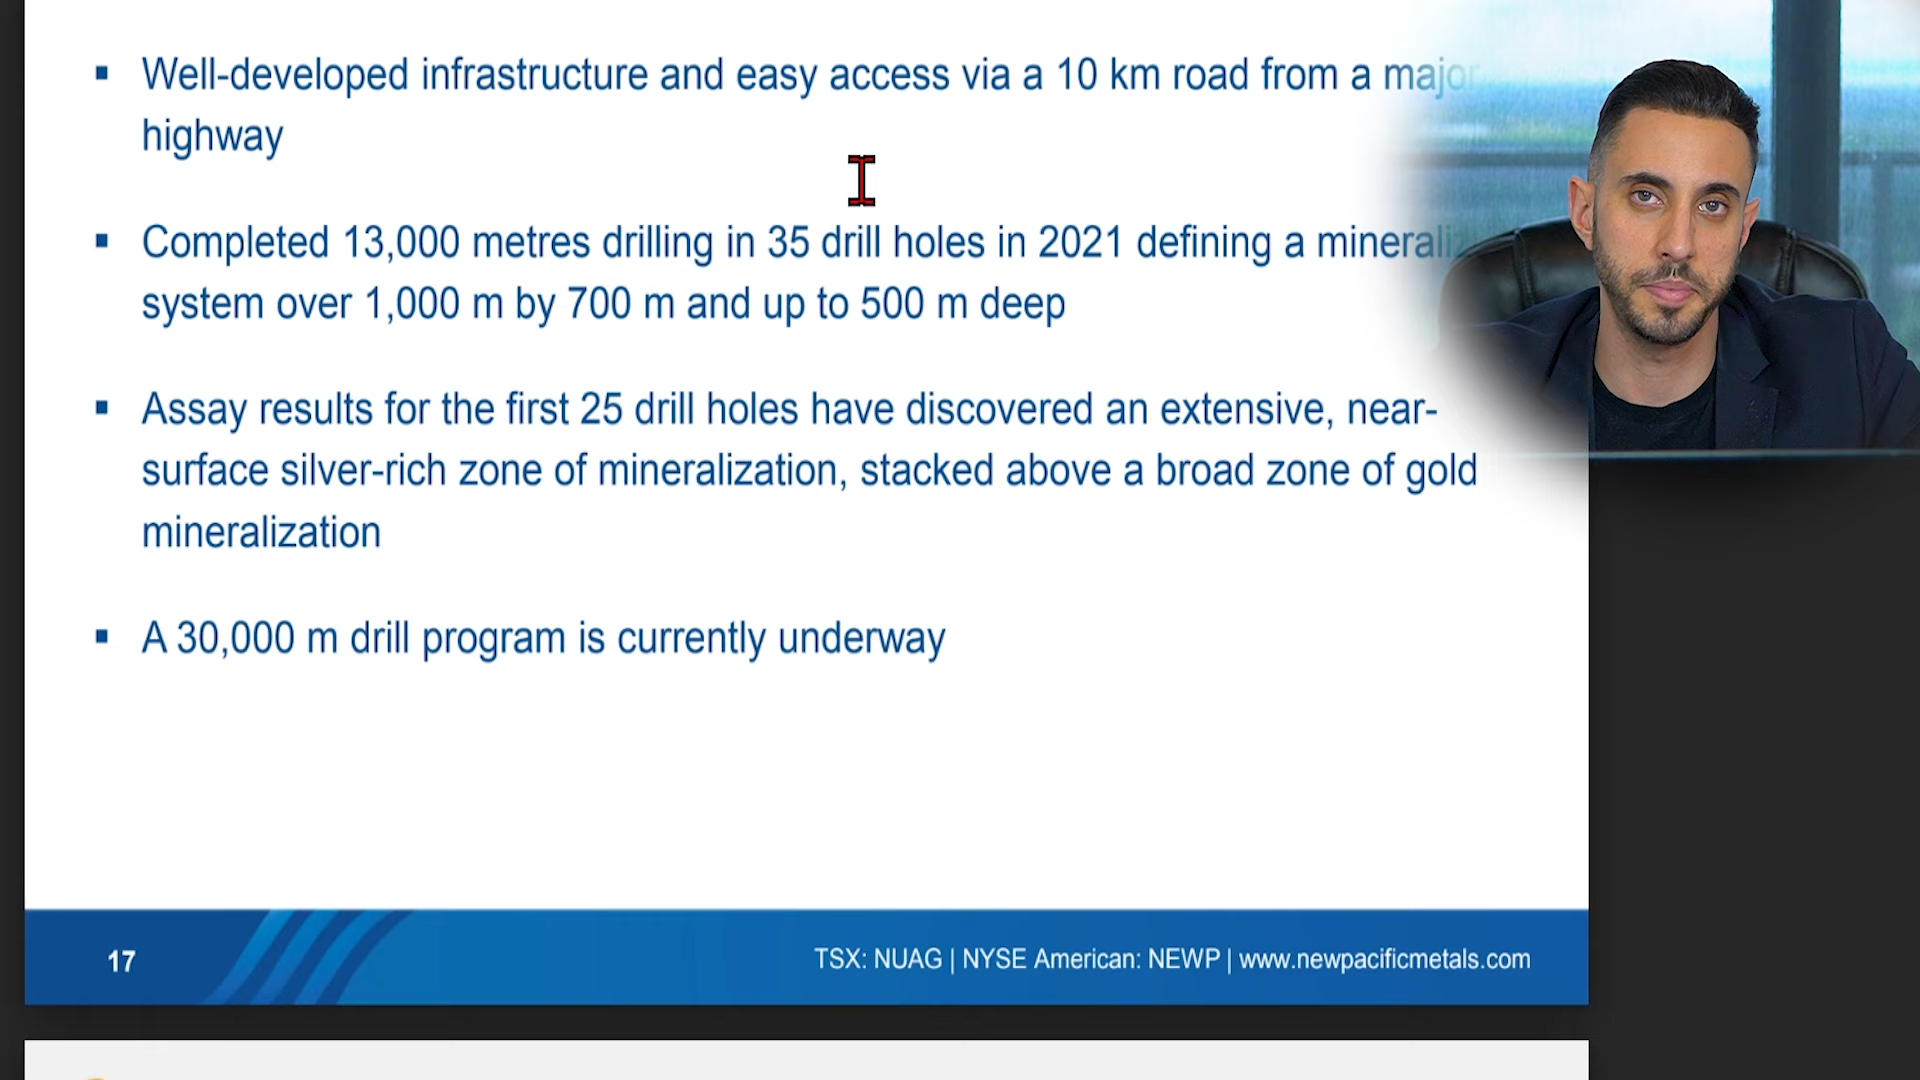 ▪ Well-developed infrastructure and easy access via a 10 km road from a major
highway
▪ Completed 13,000 metres drilling in 35 drill holes in 2021 defining a
system over 1,000 m by 700 m and up to 500 m deep
▪ Assay results for the first 25 drill holes have discovered an extensive, near-
surface silver-rich zone of mineralization, stacked above a broad zone of gold
mineralization
▪ A 30,000 m drill program is currently underway
17
TSX: NUAG | NYSE American: NEWP | www.newpacificmetals.com